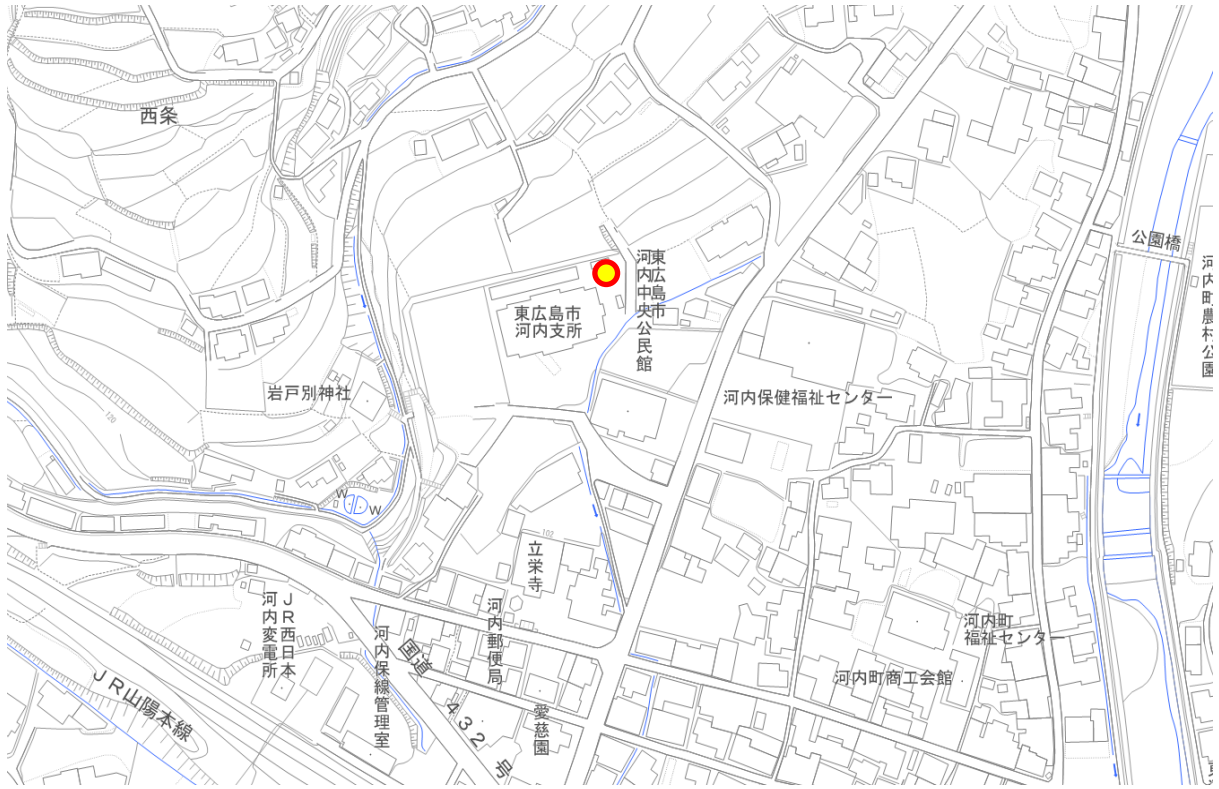 西条
公園橋
河内町農村公園
東広島市
河内中央公民館
東広島市
河内支所
岩戸別神社
河内保健福祉センター
120
W
W
102
立栄寺
JR西日本
河内変電所
河内保線管理室
河内郵便局
国道432号
河内町
福祉センター
河内町商工会館
JR山陽本線
愛慈園